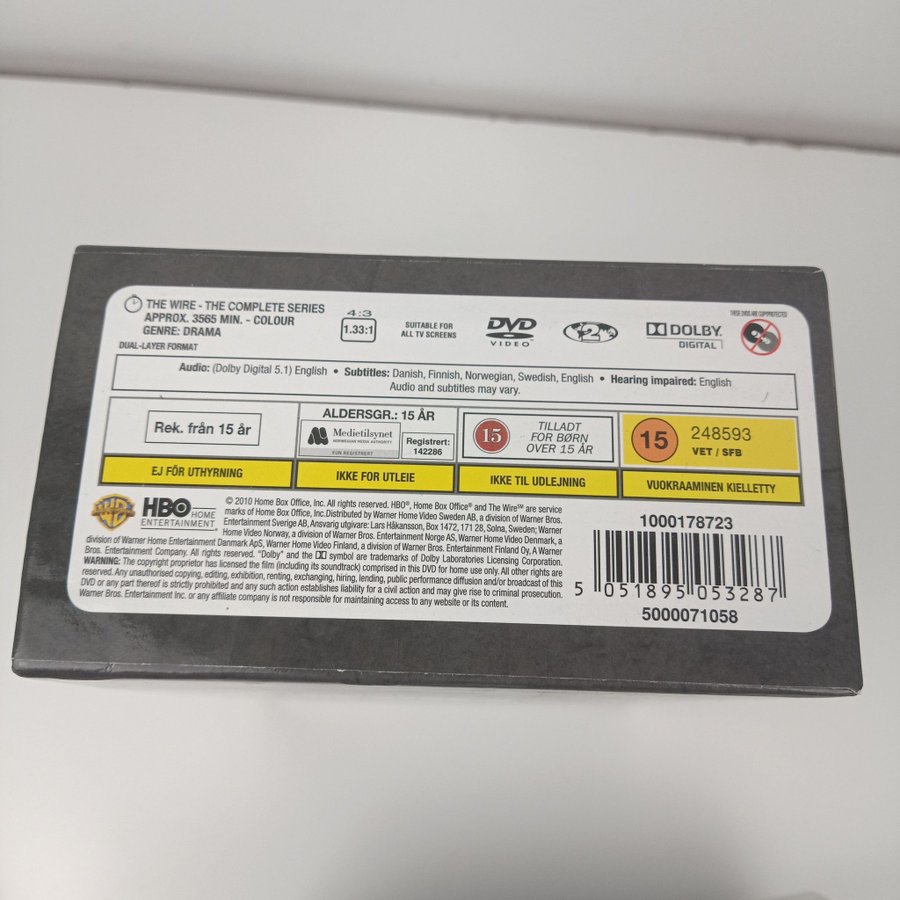 THE WIRE - THE COMPLETE SERIES
APPROX. 3565 MIN. - COLOUR
GENRE: DRAMA
DUAL-LAYER FORMAT
4:3
1.33:1
SUITABLE FOR
ALL TV SCREENS
DVD
VIDEO
2
DOLBY
DIGITAL
THESE DISCS ARE COPYPROTECTED
Audio: (Dolby Digital 5.1) English • Subtitles: Danish, Finnish, Norwegian, Swedish, English • Hearing impaired: English
Audio and subtitles may vary.
Rek. från 15 år
EJ FÖR UTHYRNING
ALDERSGR.: 15 ÅR
Medietilsynet
NORWEGIAN MEDIA AUTHORITY
KUN REGISTRERT
Registrert:
142286
IKKE FOR UTLEIE
15
TILLADT
FOR BØRN
OVER 15 ÅR
IKKE TIL UDLEJNING
15
248593
VET / SFB
VUOKRAAMINEN KIELLETTY
WB
HBO HOME
ENTERTAINMENT
© 2010 Home Box Office, Inc. All rights reserved. HBO®, Home Box Office® and The Wire℠ are service
marks of Home Box Office, Inc.Distributed by Warner Home Video Sweden AB, a division of Warner Bros.
Entertainment Sverige AB, Ansvarig utgivare: Lars Håkansson, Box 1472, 171 28, Solna, Sweden; Warner
Home Video Norway, a division of Warner Bros. Entertainment Norge AS, Warner Home Video Denmark, a
division of Warner Home Entertainment Danmark ApS, Warner Home Video Finland, a division of Warner Bros. Entertainment Finland Oy, A Warner
Bros. Entertainment Company. All rights reserved. "Dolby" and the DD symbol are trademarks of Dolby Laboratories Licensing Corporation.
WARNING: The copyright proprietor has licensed the film (including its soundtrack) comprised in this DVD for home use only. All other rights are
reserved. Any unauthorised copying, editing, exhibition, renting, exchanging, hiring, lending, public performance diffusion and/or broadcast of this
DVD or any part thereof is strictly prohibited and any such action establishes liability for a civil action and may give rise to criminal prosecution.
Warner Bros. Entertainment Inc. or any affiliate company is not responsible for maintaining access to any website or its content.
1000178723
5 051895 053287
5000071058